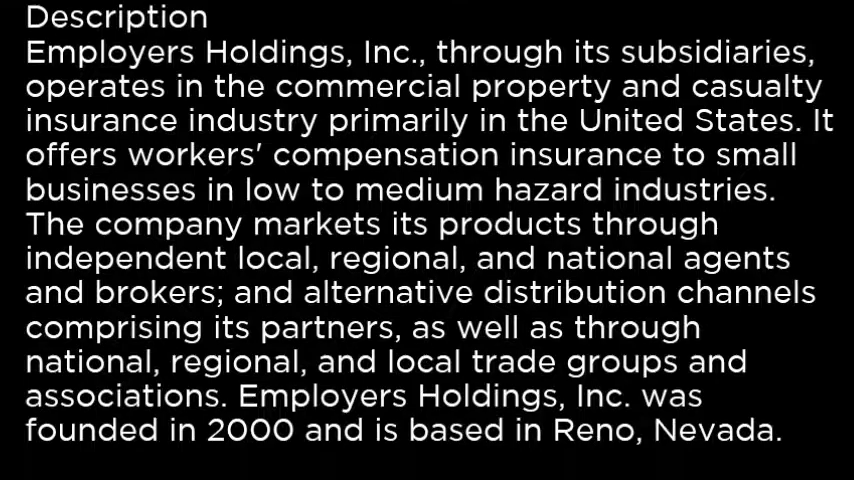 Description
Employers Holdings, Inc., through its subsidiaries,
operates in the commercial property and casualty
insurance industry primarily in the United States. It
offers workers' compensation insurance to small
businesses in low to medium hazard industries.
The company markets its products through
independent local, regional, and national agents
and brokers; and alternative distribution channels
comprising its partners, as well as through
national, regional, and local trade groups and
associations. Employers Holdings, Inc. was
founded in 2000 and is based in Reno, Nevada.